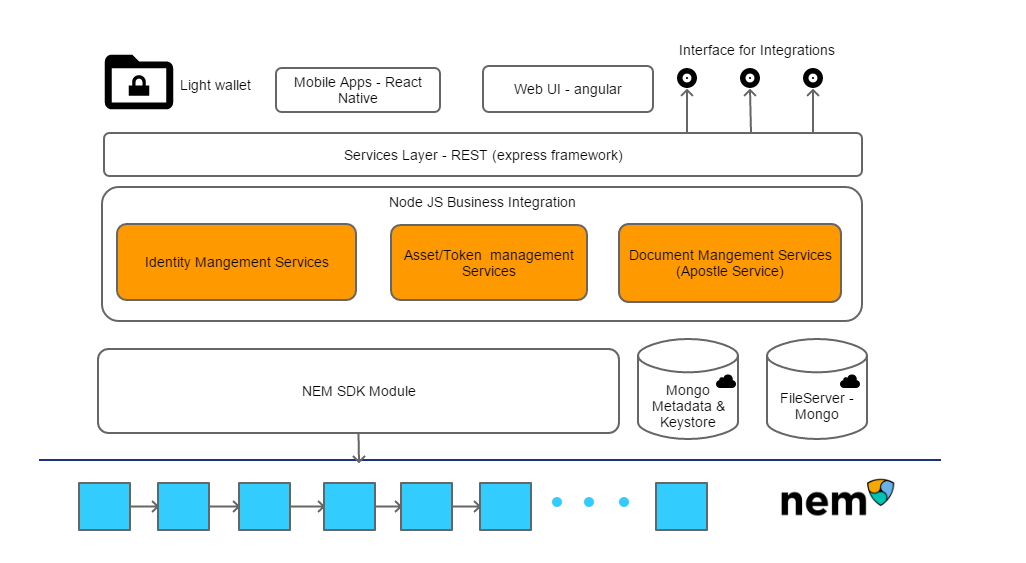 Interface for Integrations
Light wallet
Mobile Apps - React
Native
Web UI - angular
Services Layer - REST (express framework)
Node JS Business Integration
Identity Mangement Services
Asset/Token management
Services
Document Mangement Services
(Apostle Service)
NEM SDK Module
Mongo
Metadata &
Keystore
FileServer -
Mongo
nem